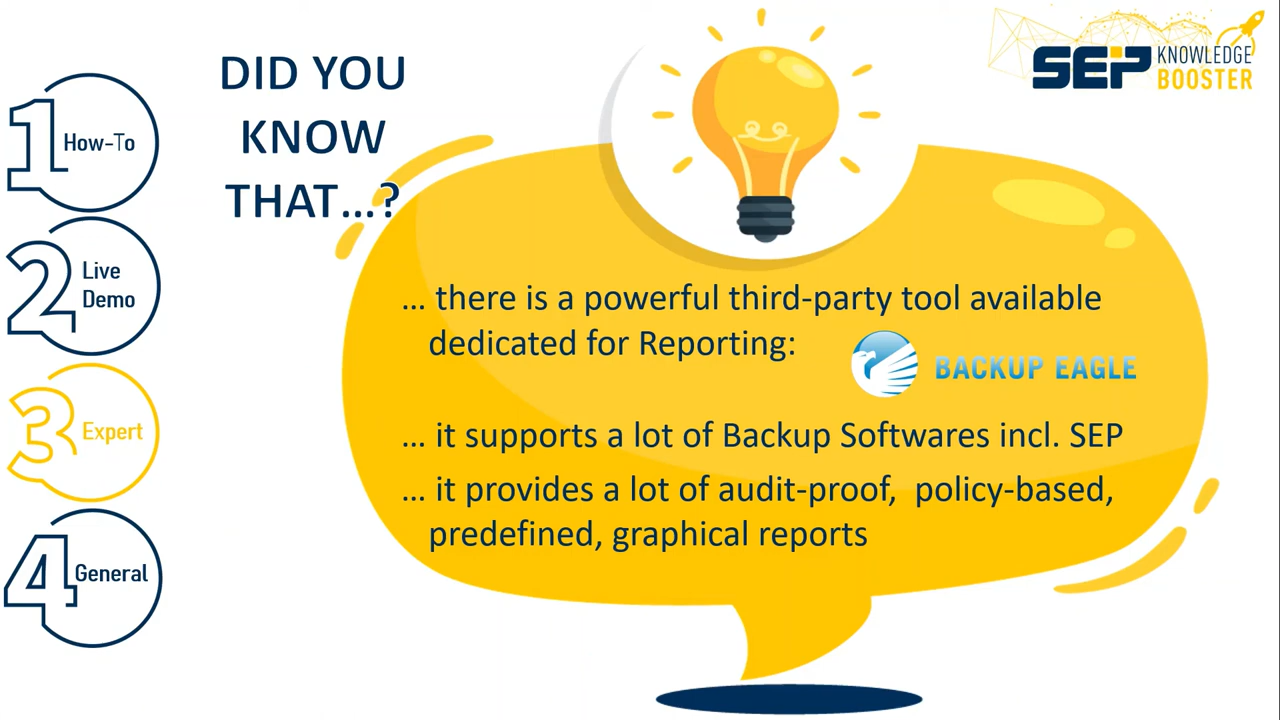 DID YOU
KNOW
THAT...?
SEP KNOWLEDGE
BOOSTER
1 How-To
2 Live
Demo
3 Expert
4 General
... there is a powerful third-party tool available
dedicated for Reporting:
BACKUP EAGLE
... it supports a lot of Backup Softwares incl. SEP
... it provides a lot of audit-proof,  policy-based,
predefined, graphical reports